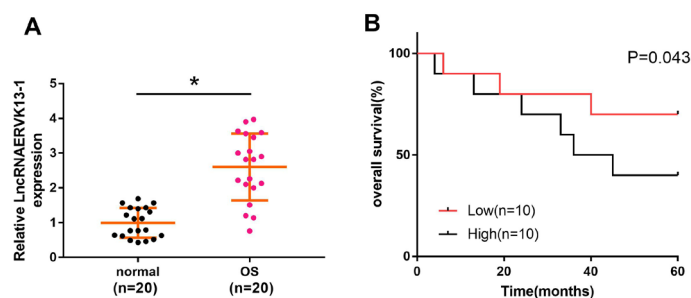 A
Relative LncRNAERVK13-1
expression
5
4
3
2
1
0
*
normal
(n=20)
OS
(n=20)
B
overall survival(%)
100
50
P=0.043
Low(n=10)
High(n=10)
0
20
40
60
Time(months)